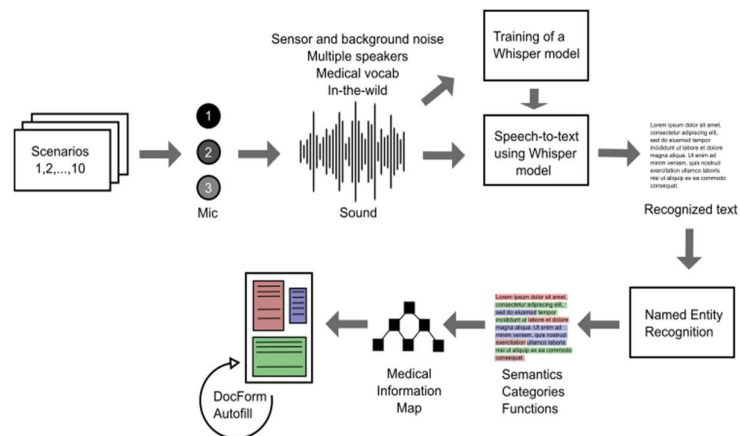 Sensor and background noise
Multiple speakers
Medical vocab
In-the-wild
Training of a
Whisper model
Scenarios
1,2,...,10
1
2
3
Mic
Sound
Speech-to-text
using Whisper
model
Lorem ipsum dolor sit amet,
consectetur adipiscing elit,
sed do eiusmod tempor
incididunt ut labore et dolore
magna aliqua. Ut enim ad
minim veniam, quis nostrud
exercitation ullamco laboris
nisi ut aliquip ex ea commodo
consequat.
Recognized text
Named Entity
Recognition
Lorem ipsum dolor sit amet,
consectetur adipiscing elit,
sed do eiusmod tempor
incididunt ut labore et dolore
magna aliqua. Ut enim ad
minim veniam, quis nostrud
exercitation ullamco laboris
nisi ut aliquip ex ea commodo
consequat.
Semantics
Categories
Functions
Medical
Information
Map
DocForm
Autofill